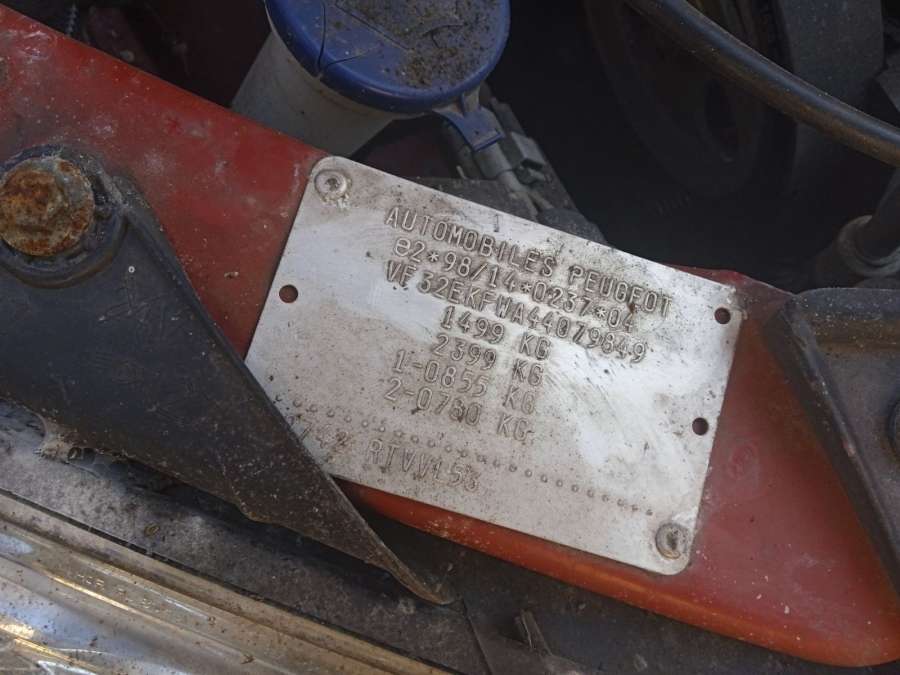 AUTOMOBILES PEUGEOT
e2*98/14*0237*04
VF32EKFWA44079849
1499 KG
2399 KG
1-0855 KG
2-0780 KG